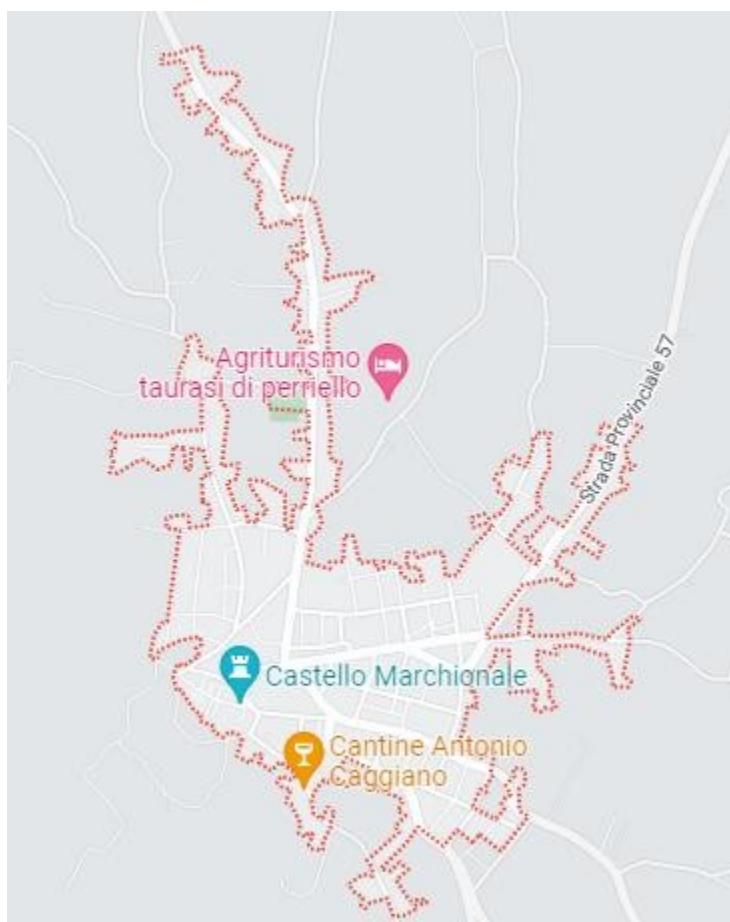 Agriturismo
taurasi di perriello
Strada Provinciale 57
Castello Marchionale
Cantine Antonio
Caggiano